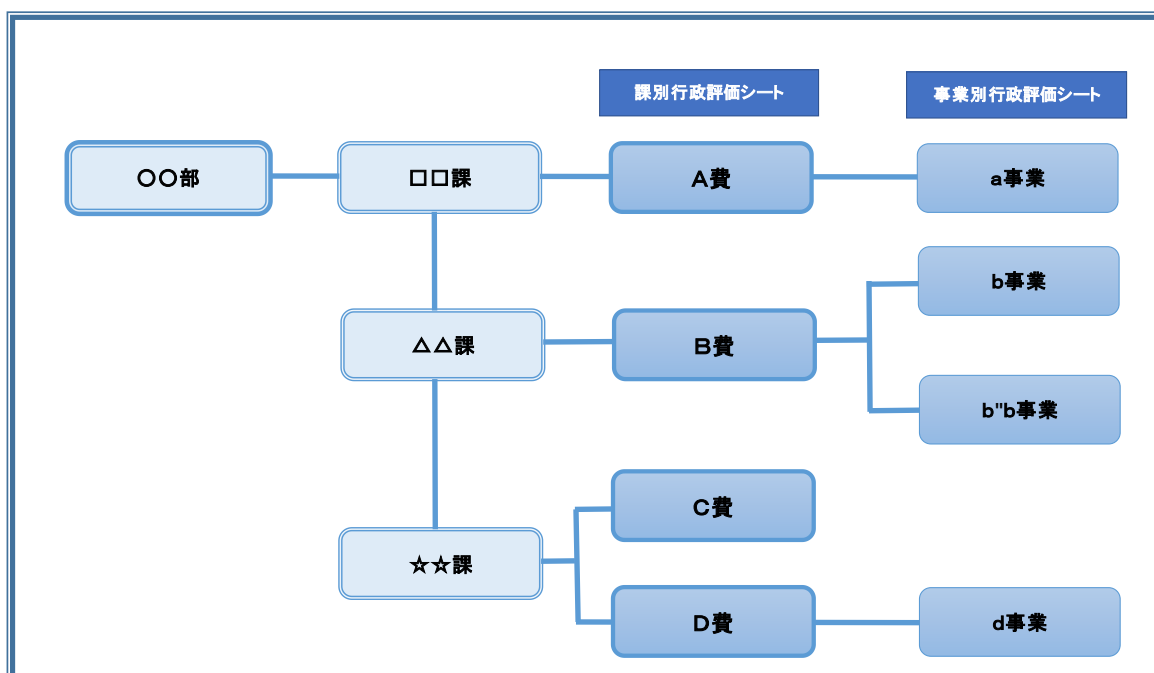 課別行政評価シート
事業別行政評価シート
〇〇部
□□課
A費
a事業
b事業
△△課
B費
b"b事業
C費
☆☆課
D費
d事業